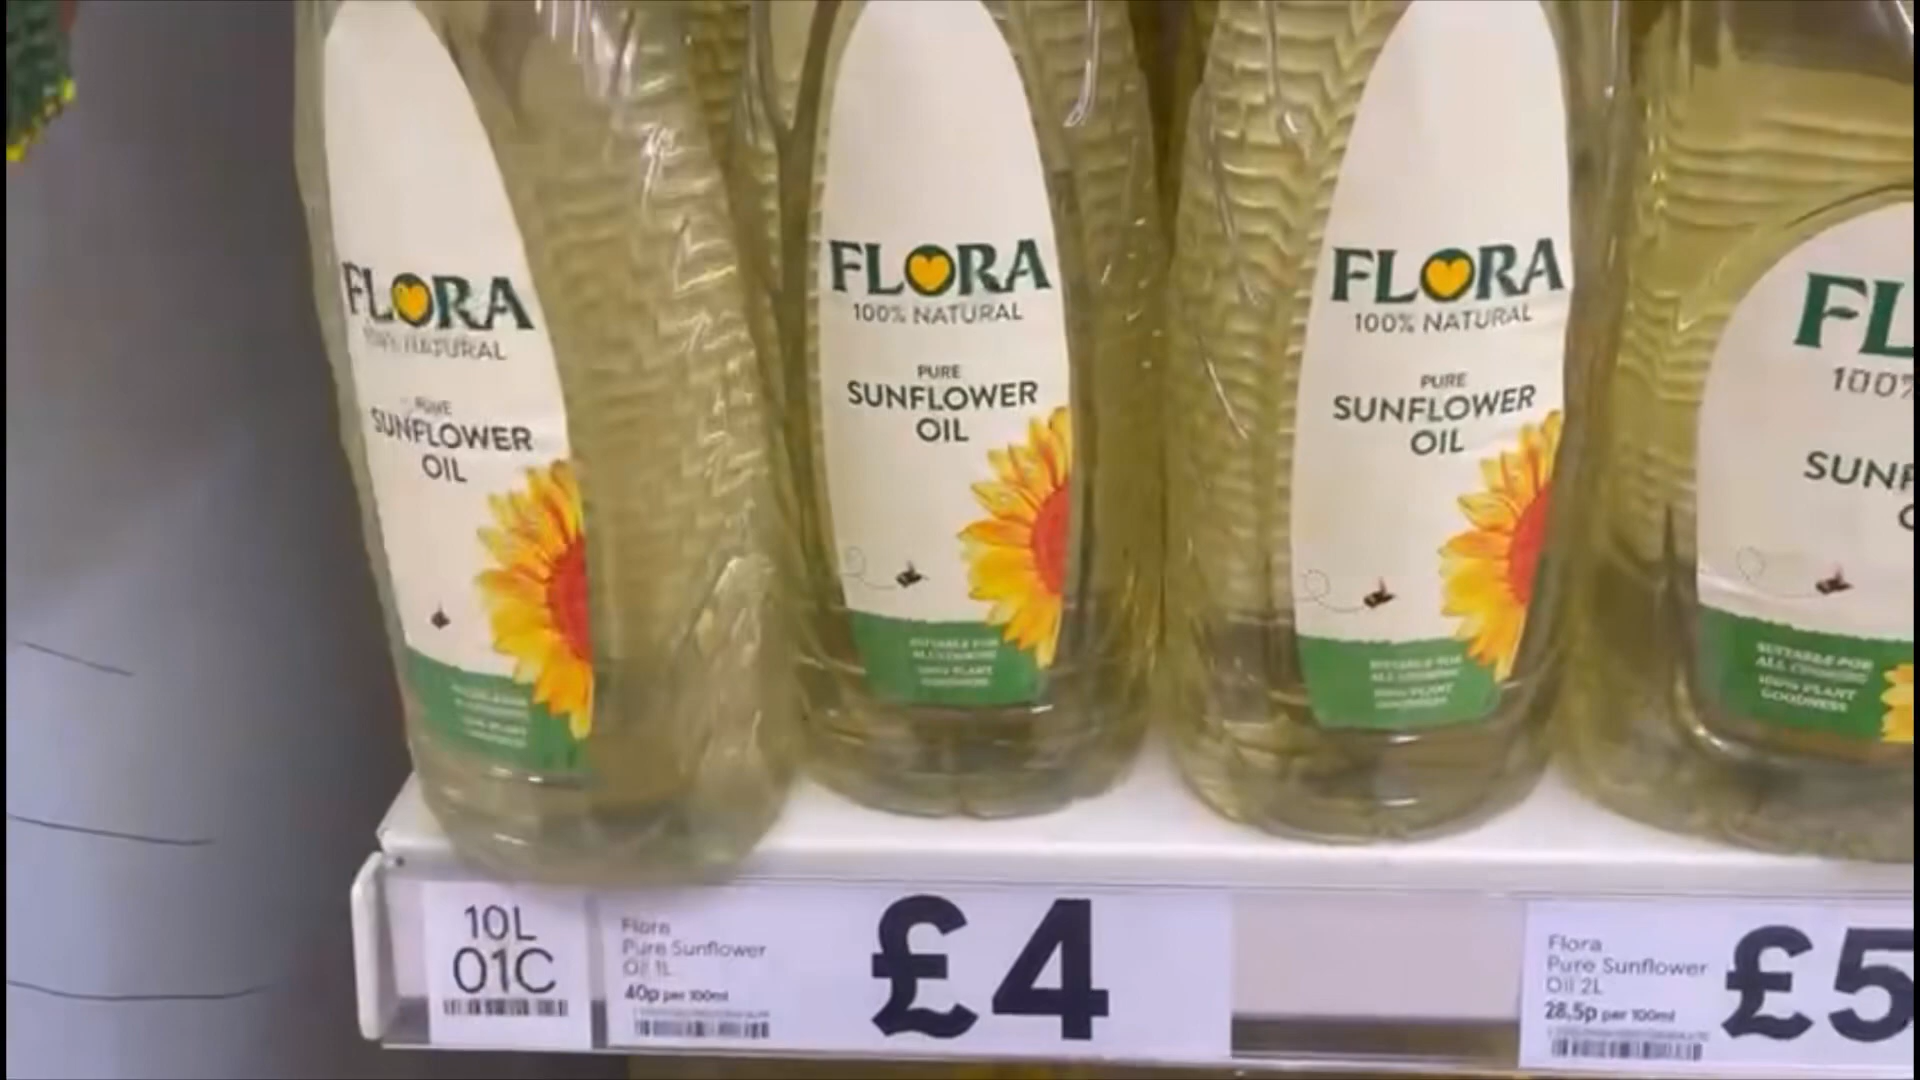 FLORA
100% NATURAL
PURE
SUNFLOWER
OIL
FLORA
100% NATURAL
PURE
SUNFLOWER
OIL
SUITABLE FOR
ALL COOKING
100% PLANT
GOODNESS
FLORA
100% NATURAL
PURE
SUNFLOWER
OIL
SUITABLE FOR
ALL COOKING
100% PLANT
GOODNESS
FL
100%
SUNF
SUITABLE FOR
ALL COOKING
100% PLANT
GOODNESS
10L
01C
Flora
Pure Sunflower
Oil 1L
40p per 100ml
£4
Flora
Pure Sunflower
Oil 2L
28.5p per 100ml
£5